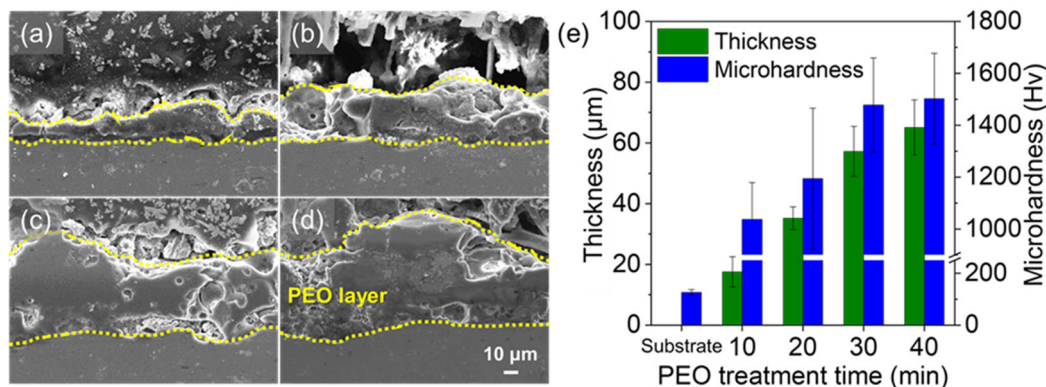 (a)
(b)
(c)
(d)
PEO layer
10 μm
(e)
Thickness
Microhardness
Thickness (μm)
100
80
60
40
20
0
Microhardness (Hv)
1800
1600
1400
1200
1000
200
0
Substrate 10 20 30 40
PEO treatment time (min)